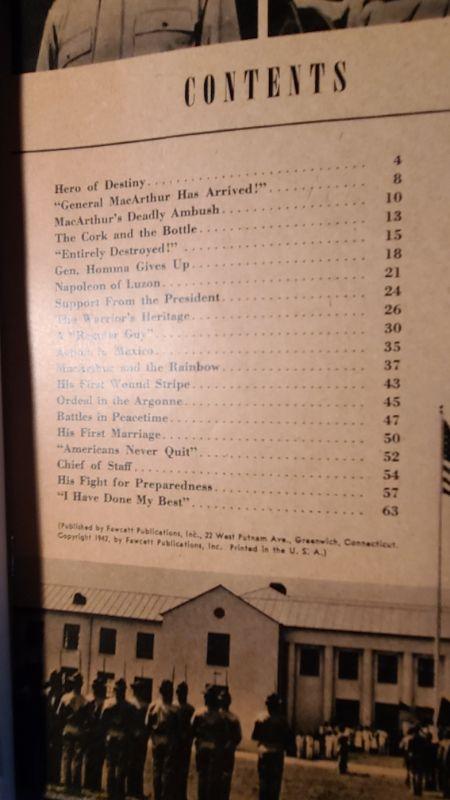 CONTENTS
Hero of Destiny . . . . . . . . . . . . . . . . . . . . 4
"General MacArthur Has Arrived!" . . . . . . . . . . 8
MacArthur's Deadly Ambush . . . . . . . . . . . . . . 10
The Cork and the Bottle . . . . . . . . . . . . . . . . 13
"Entirely Destroyed!" . . . . . . . . . . . . . . . . . . 15
Gen. Homma Gives Up . . . . . . . . . . . . . . . . . 18
Napoleon of Luzon . . . . . . . . . . . . . . . . . . . . 21
Support From the President . . . . . . . . . . . . . . 24
The Warrior's Heritage . . . . . . . . . . . . . . . . . 26
A "Regular Guy" . . . . . . . . . . . . . . . . . . . . . 30
Action in Mexico . . . . . . . . . . . . . . . . . . . . . 35
MacArthur and the Rainbow . . . . . . . . . . . . . . 37
His First Wound Stripe . . . . . . . . . . . . . . . . . 43
Ordeal in the Argonne . . . . . . . . . . . . . . . . . . 45
Battles in Peacetime . . . . . . . . . . . . . . . . . . . 47
His First Marriage . . . . . . . . . . . . . . . . . . . . 50
"Americans Never Quit" . . . . . . . . . . . . . . . . 52
Chief of Staff . . . . . . . . . . . . . . . . . . . . . . . 54
His Fight for Preparedness . . . . . . . . . . . . . . . 57
"I Have Done My Best" . . . . . . . . . . . . . . . . . 63
(Published by Fawcett Publications, Inc., 22 West Putnam Ave., Greenwich, Connecticut.
Copyright 1942, by Fawcett Publications, Inc. Printed in the U. S. A.)